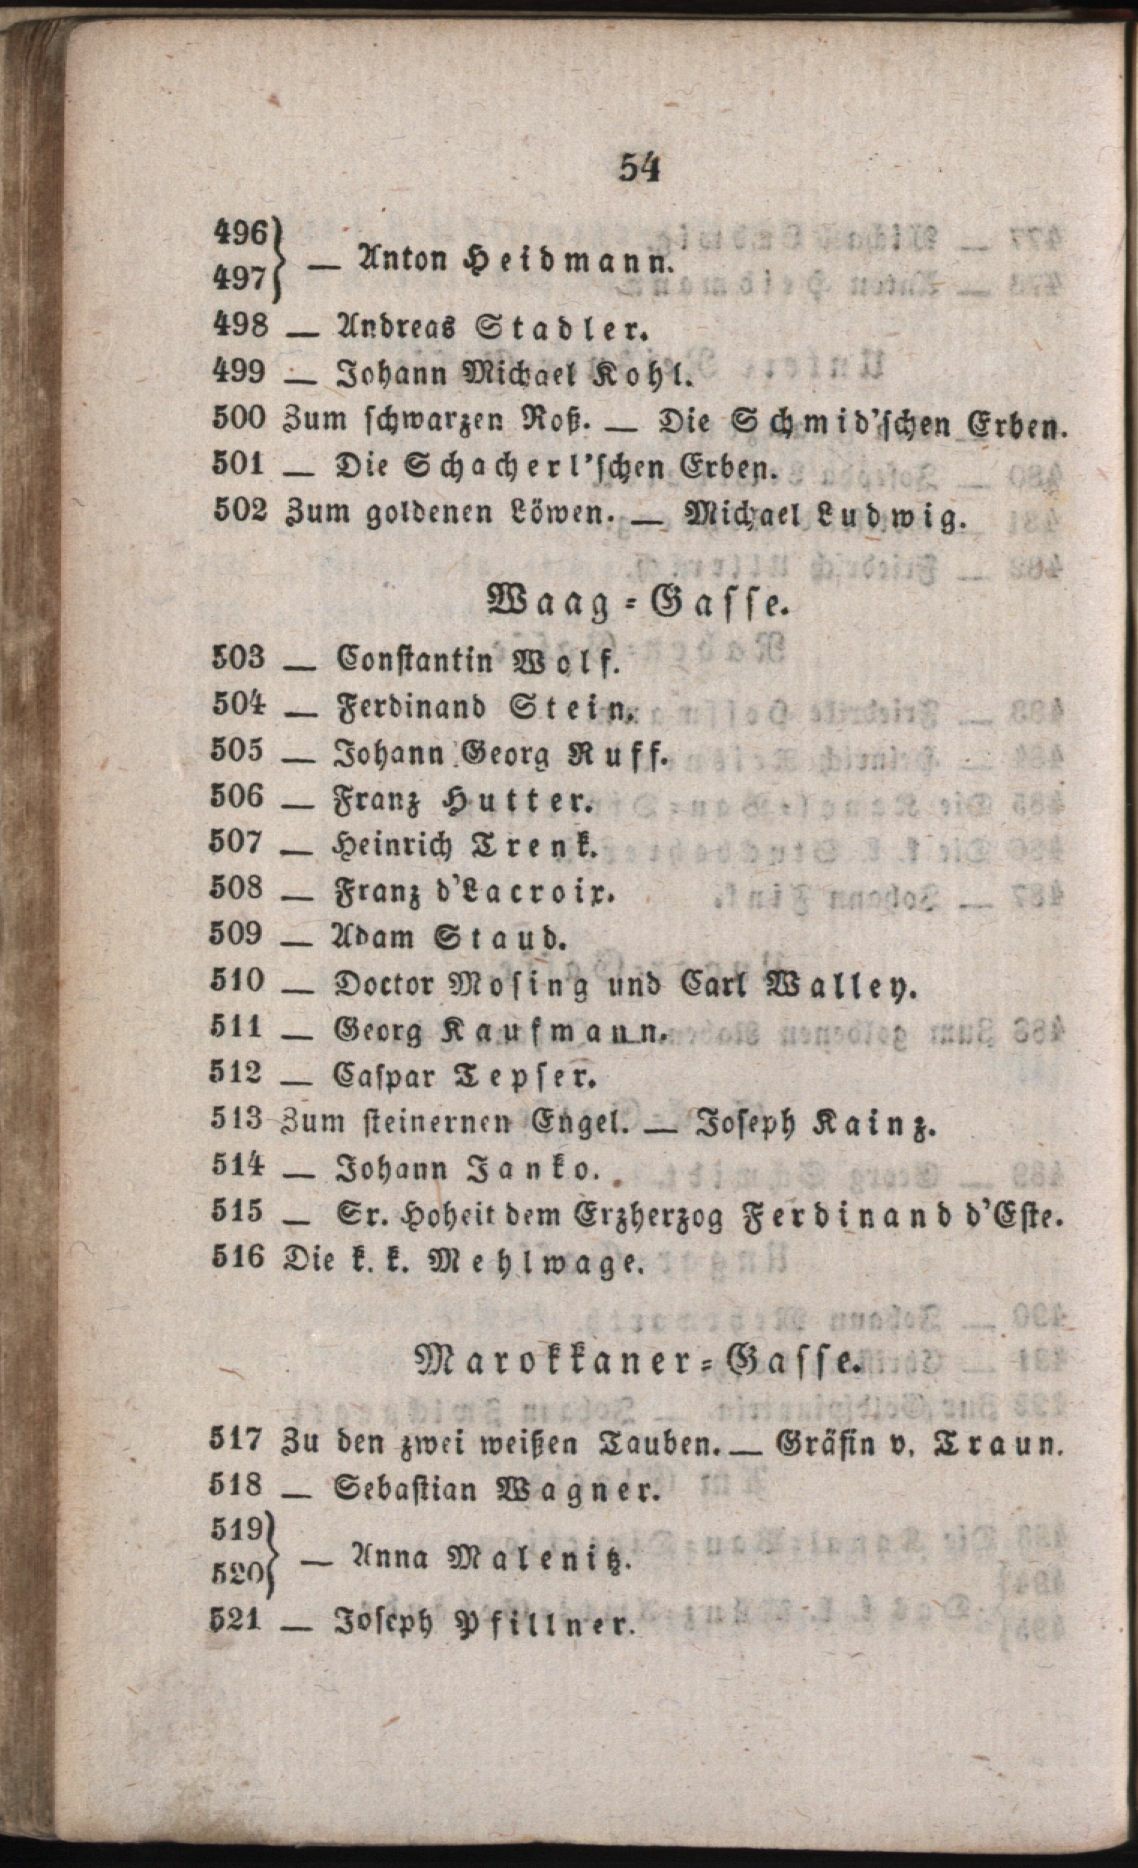 54
496
497} — Anton Heidmann.
498 — Andreas Stadler.
499 — Johann Michael Kohl.
500 Zum schwarzen Roß. — Die Schmid'schen Erben.
501 — Die Schacherl'schen Erben.
502 Zum goldenen Löwen. — Michael Ludwig.
Waag-Gasse.
503 — Constantin Wolf.
504 — Ferdinand Stein.
505 — Johann Georg Ruff.
506 — Franz Hutter.
507 — Heinrich Trenk.
508 — Franz d'Lacroix.
509 — Adam Staud.
510 — Doctor Mosing und Carl Walley.
511 — Georg Kaufmann.
512 — Caspar Tepser.
513 Zum steinernen Engel. — Joseph Kainz.
514 — Johann Janko.
515 — Sr. Hoheit dem Erzherzog Ferdinand d'Este.
516 Die k. k. Mehlwage.
Marokkaner-Gasse.
517 Zu den zwei weißen Tauben. — Gräfin v. Traun.
518 — Sebastian Wagner.
519
520} — Anna Malenitz.
521 — Joseph Pfillner.